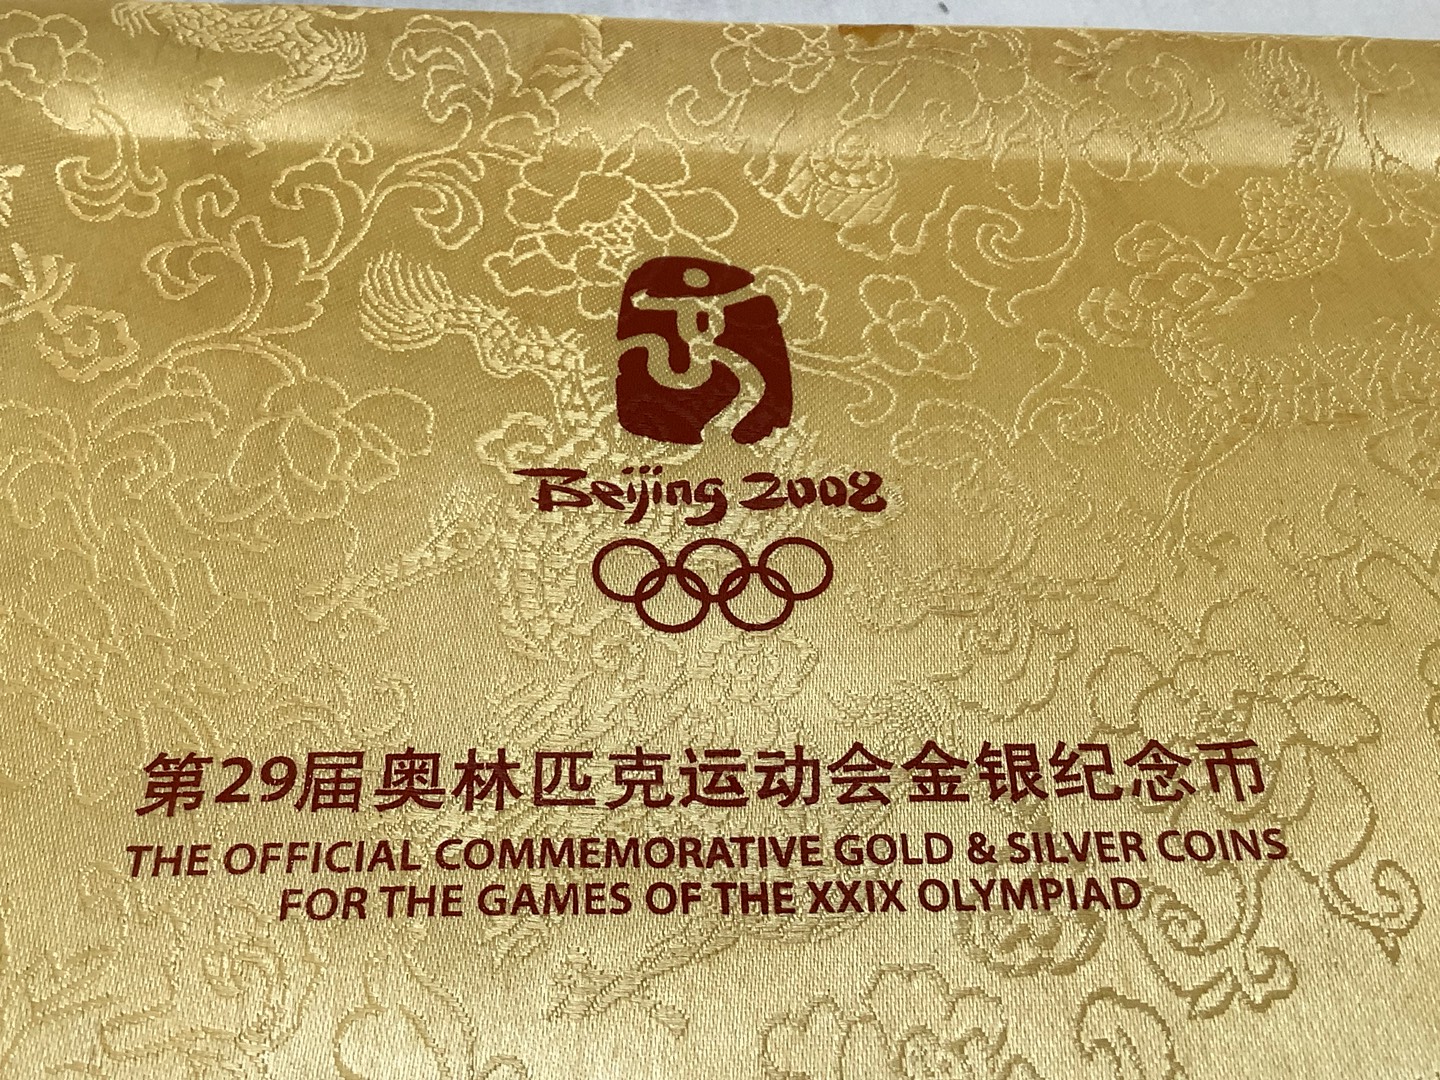 Beijing 2008
第29届奥林匹克运动会金银纪念币
THE OFFICIAL COMMEMORATIVE GOLD & SILVER COINS
FOR THE GAMES OF THE XXIX OLYMPIAD